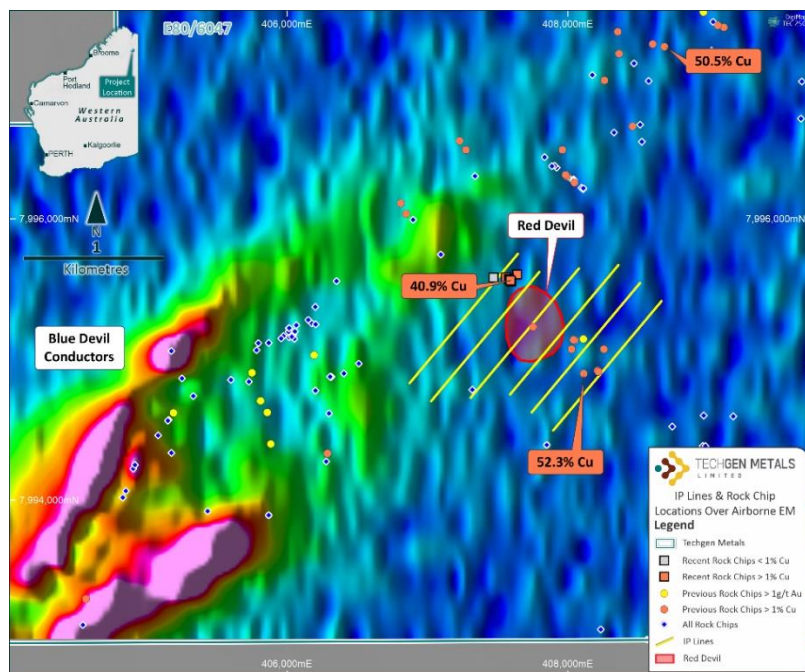 E80/6047
406,000mE
408,000mE
Broome
Port
Hedland
Project
Location
Carnarvon
Western
Australia
Kalgoorlie
PERTH
50.5% Cu
7,996,000mN
7,996,000mN
N
1
Kilometres
Red Devil
40.9% Cu
Blue Devil
Conductors
52.3% Cu
7,994,000mN
TECHGEN METALS
LIMITED
IP Lines & Rock Chip
Locations Over Airborne EM
Legend
Techgen Metals
Recent Rock Chips < 1% Cu
Recent Rock Chips > 1% Cu
Previous Rock Chips > 1g/t Au
Previous Rock Chips > 1% Cu
All Rock Chips
IP Lines
Red Devil
406,000mE
408,000mE